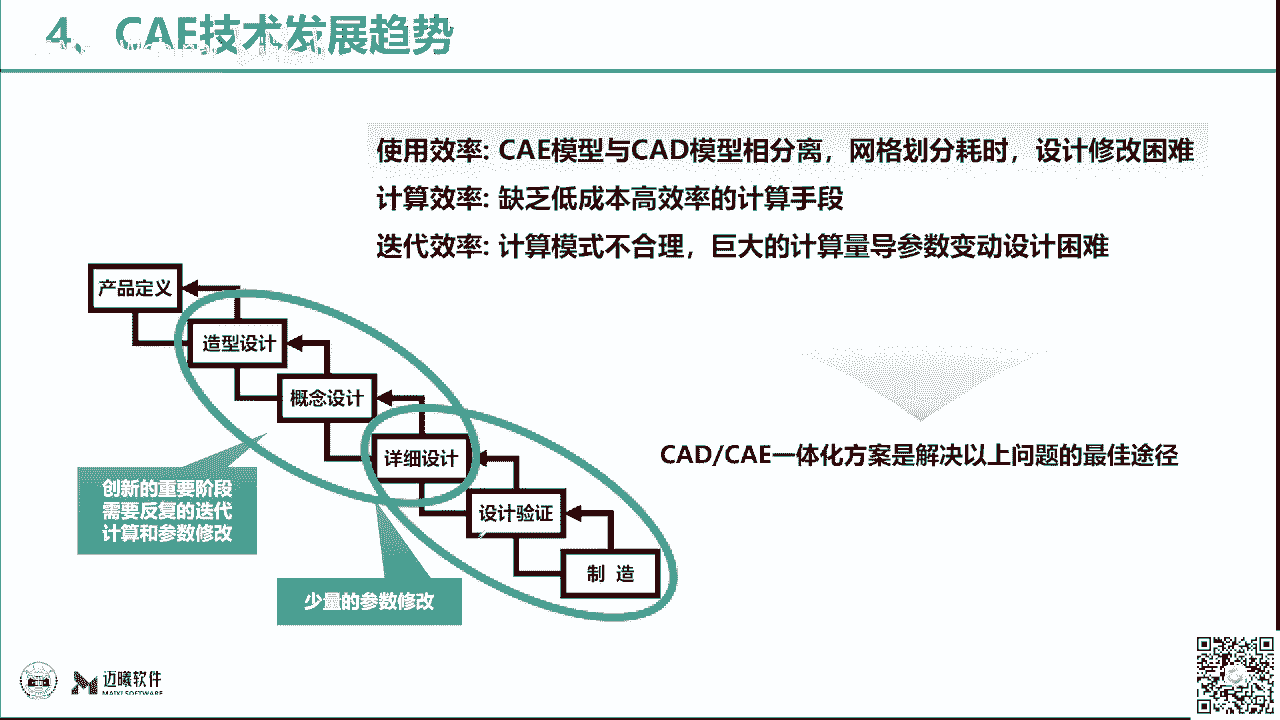 4、CAE技术发展趋势
使用效率: CAE模型与CAD模型相分离，网格划分耗时，设计修改困难
计算效率: 缺乏低成本高效率的计算手段
迭代效率: 计算模式不合理，巨大的计算量导参数变动设计困难
产品定义
造型设计
概念设计
详细设计
设计验证
制 造
创新的重要阶段
需要反复的迭代
计算和参数修改
少量的参数修改
CAD/CAE一体化方案是解决以上问题的最佳途径
迈曦软件
MAIXI SOFTWARE